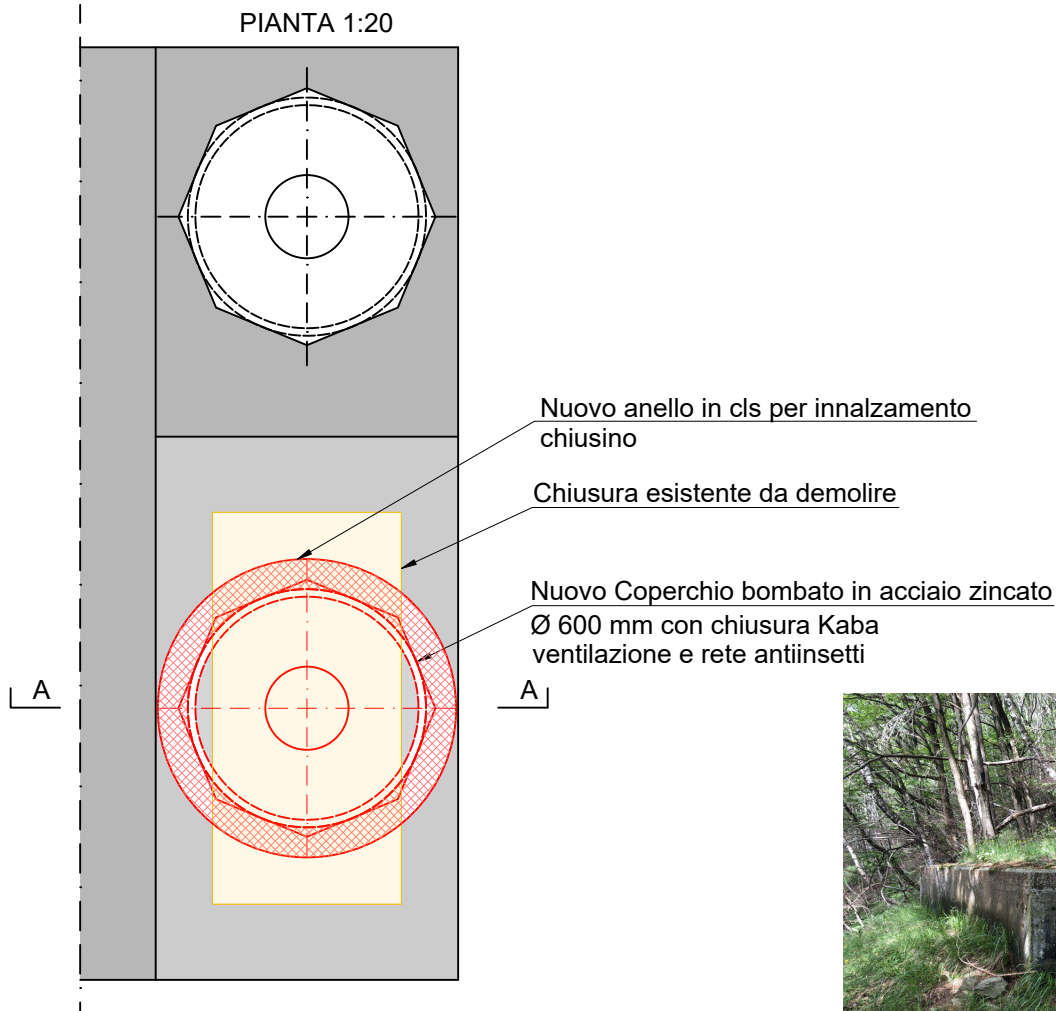 PIANTA 1:20
Nuovo anello in cls per innalzamento
chiusino
Chiusura esistente da demolire
Nuovo Coperchio bombato in acciaio zincato
Ø 600 mm con chiusura Kaba
ventilazione e rete antiinsetti
A A